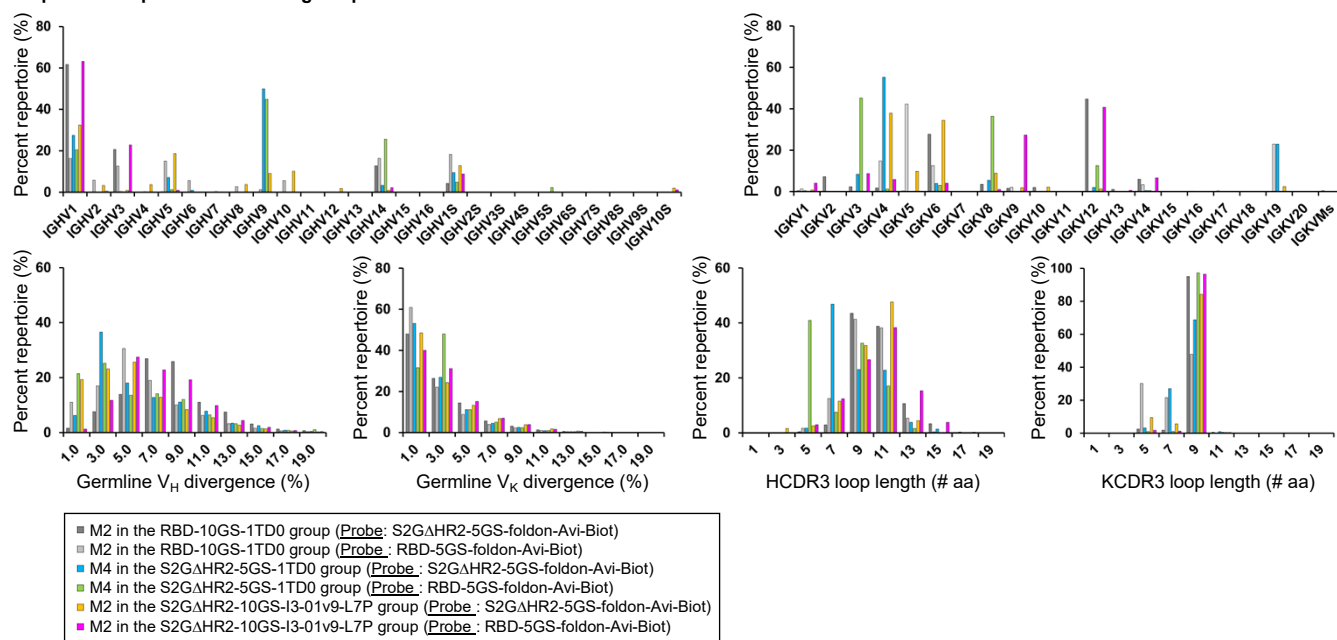 Percent repertoire (%)
80
60
40
20
0
IGHV1 IGHV2 IGHV3 IGHV4 IGHV5 IGHV6 IGHV7 IGHV8 IGHV9 IGHV10 IGHV11 IGHV12 IGHV13 IGHV14 IGHV15 IGHV16 IGHV1S IGHV2S IGHV3S IGHV4S IGHV5S IGHV6S IGHV7S IGHV8S IGHV9S IGHV10S
Percent repertoire (%)
80
60
40
20
0
IGKV1 IGKV2 IGKV3 IGKV4 IGKV5 IGKV6 IGKV7 IGKV8 IGKV9 IGKV10 IGKV11 IGKV12 IGKV13 IGKV14 IGKV15 IGKV16 IGKV17 IGKV18 IGKV19 IGKV20 IGKVMs
Percent repertoire (%)
60
40
20
0
1.0 3.0 5.0 7.0 9.0 11.0 13.0 15.0 17.0 19.0
Germline VH divergence (%)
Percent repertoire (%)
80
60
40
20
0
1.0 3.0 5.0 7.0 9.0 11.0 13.0 15.0 17.0 19.0
Germline VK divergence (%)
Percent repertoire (%)
60
40
20
0
1 3 5 7 9 11 13 15 17 19
HCDR3 loop length (# aa)
Percent repertoire (%)
100
80
60
40
20
0
1 3 5 7 9 11 13 15 17 19
KCDR3 loop length (# aa)
M2 in the RBD-10GS-1TD0 group (Probe: S2GΔHR2-5GS-foldon-Avi-Biot)
M2 in the RBD-10GS-1TD0 group (Probe : RBD-5GS-foldon-Avi-Biot)
M4 in the S2GΔHR2-5GS-1TD0 group (Probe : S2GΔHR2-5GS-foldon-Avi-Biot)
M4 in the S2GΔHR2-5GS-1TD0 group (Probe : RBD-5GS-foldon-Avi-Biot)
M2 in the S2GΔHR2-10GS-I3-01v9-L7P group (Probe : S2GΔHR2-5GS-foldon-Avi-Biot)
M2 in the S2GΔHR2-10GS-I3-01v9-L7P group (Probe : RBD-5GS-foldon-Avi-Biot)